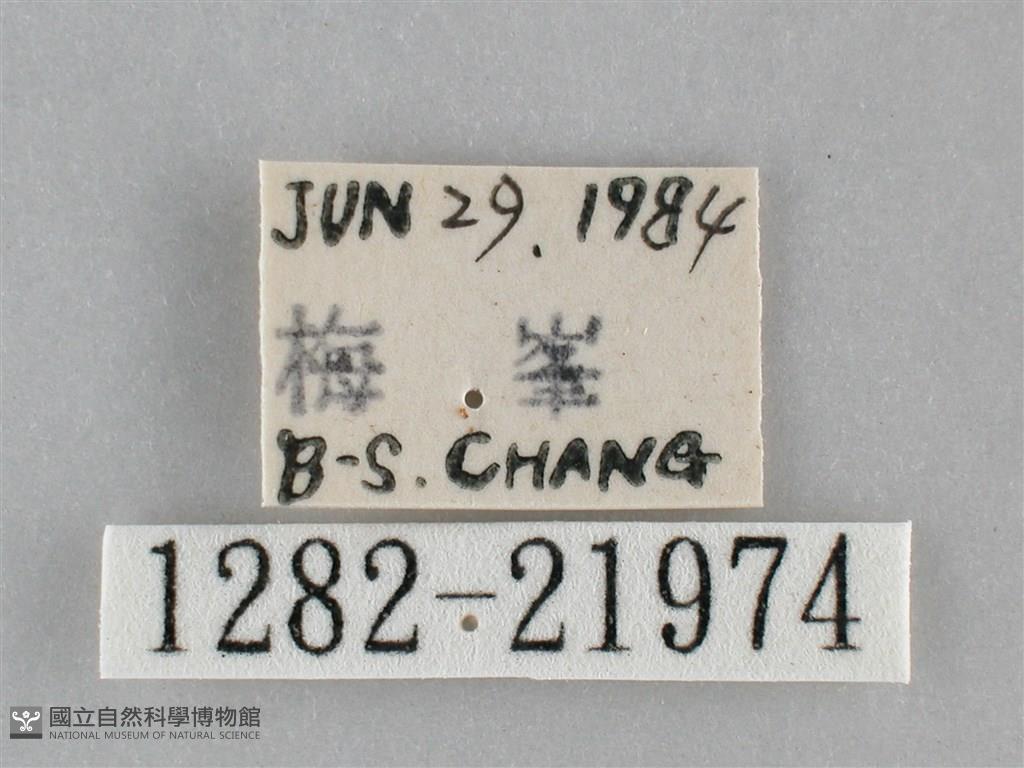 JUN 29. 1984
梅 峯
B-S. CHANG
1282-21974
國立自然科學博物館
NATIONAL MUSEUM OF NATURAL SCIENCE